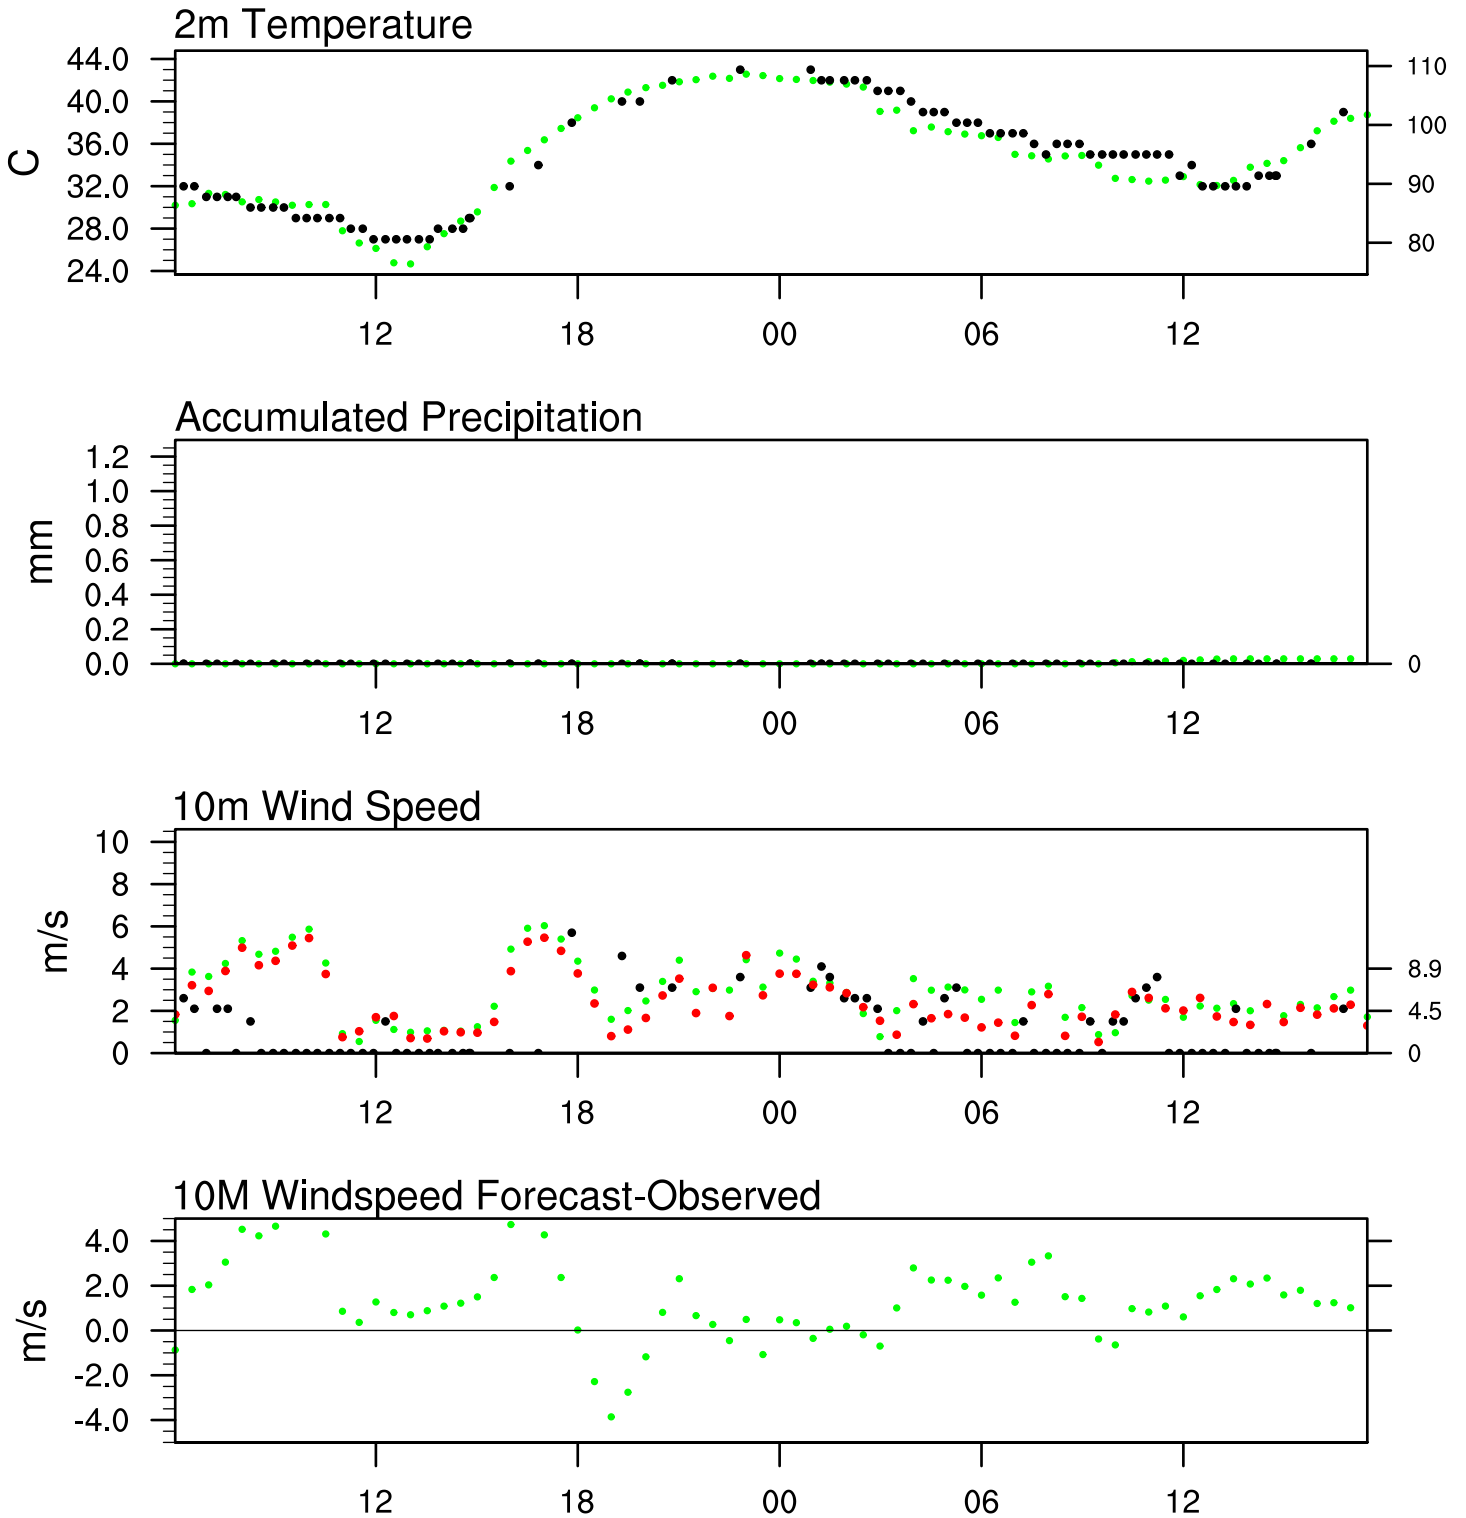 2m Temperature
44.0
40.0
36.0
32.0
28.0
24.0
C
110
100
90
80
12 18 00 06 12
Accumulated Precipitation
1.2
1.0
0.8
0.6
0.4
0.2
0.0
mm
0
12 18 00 06 12
10m Wind Speed
10
8
6
4
2
0
m/s
8.9
4.5
0
12 18 00 06 12
10M Windspeed Forecast-Observed
4.0
2.0
0.0
-2.0
-4.0
m/s
12 18 00 06 12